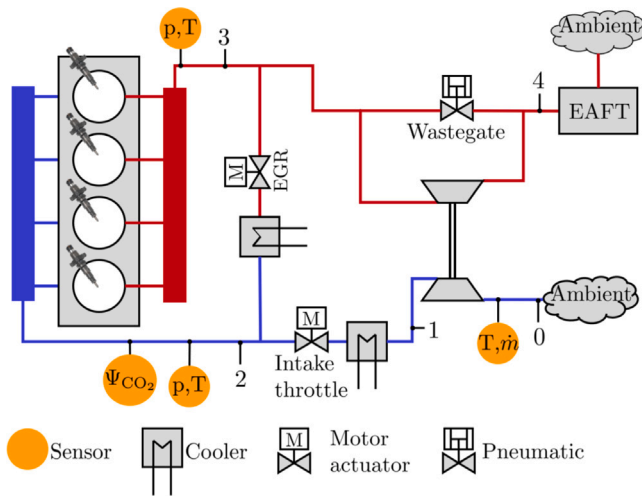 p,T
3
Ambient
4
EAFT
Wastegate
M
EGR
Ambient
1
T,ṁ
0
M
2
Intake
throttle
Ψ_CO₂
p,T
Sensor
Cooler
M
Motor
actuator
Pneumatic